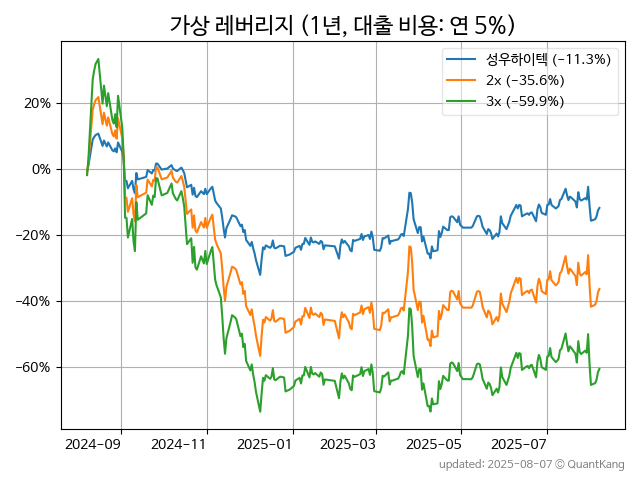 가상 레버리지 (1년, 대출 비용: 연 5%)
성우하이텍 (-11.3%)
2x (-35.6%)
3x (-59.9%)
20%
0%
−20%
−40%
−60%
2024-09
2024-11
2025-01
2025-03
2025-05
2025-07
updated: 2025-08-07 © QuantKang